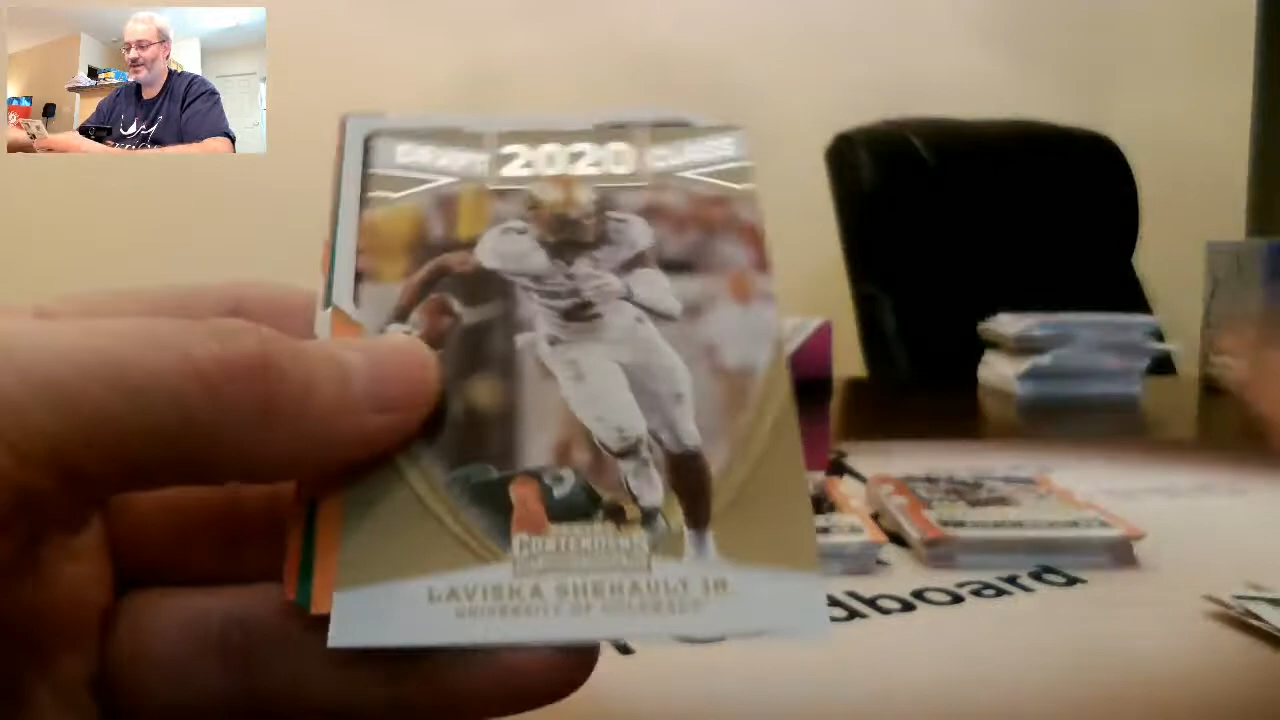 DRAFT 2020 CLASS
CONTENDERS
LAVISKA SHENAULT JR.
UNIVERSITY OF COLORADO
dboard